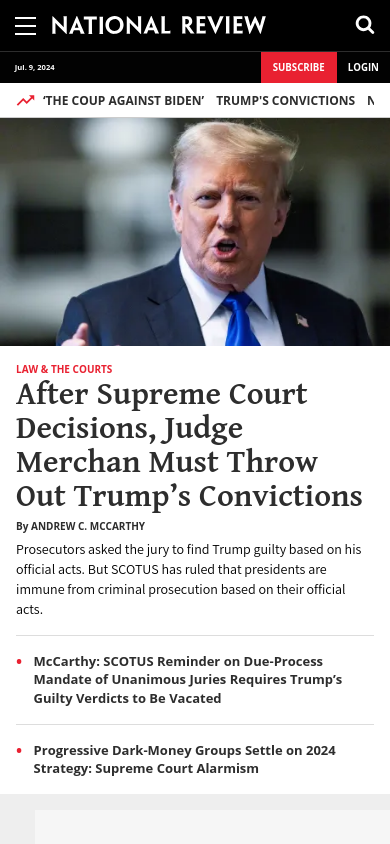 NATIONAL REVIEW
Jul. 9, 2024
SUBSCRIBE
LOGIN
‘THE COUP AGAINST BIDEN’ TRUMP'S CONVICTIONS
LAW & THE COURTS
After Supreme Court
Decisions, Judge
Merchan Must Throw
Out Trump’s Convictions
By ANDREW C. MCCARTHY
Prosecutors asked the jury to find Trump guilty based on his
official acts. But SCOTUS has ruled that presidents are
immune from criminal prosecution based on their official
acts.
• McCarthy: SCOTUS Reminder on Due-Process
Mandate of Unanimous Juries Requires Trump’s
Guilty Verdicts to Be Vacated
• Progressive Dark-Money Groups Settle on 2024
Strategy: Supreme Court Alarmism